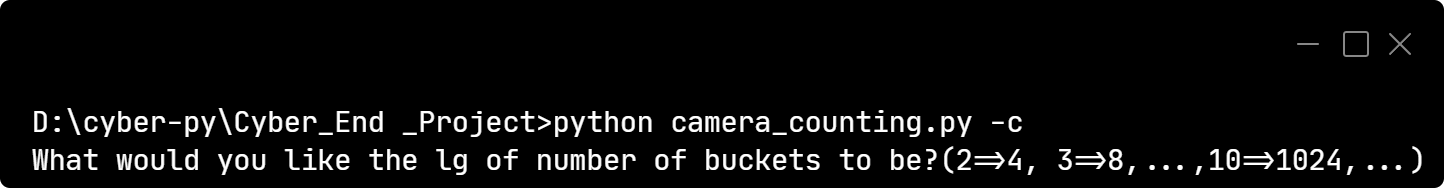 D:\cyber-py\Cyber_End _Project>python camera_counting.py -c
What would you like the lg of number of buckets to be?(2=>4, 3=>8,...,10=>1024,...)